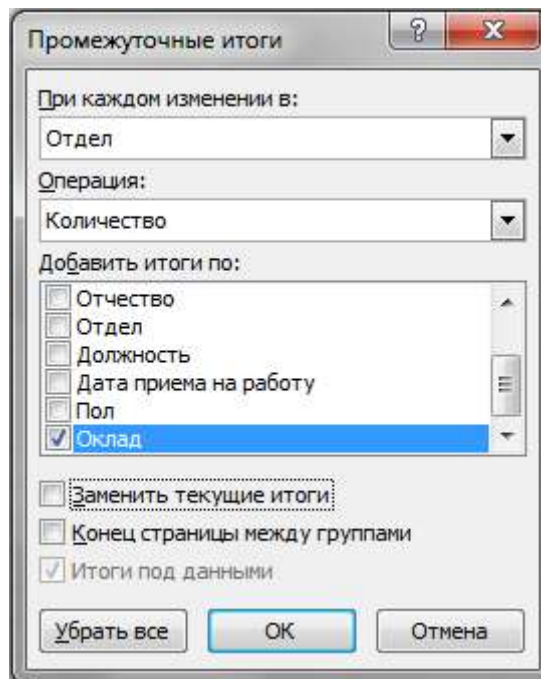 Промежуточные итоги
При каждом изменении в:
Отдел
Операция:
Количество
Добавить итоги по:
Отчество
Отдел
Должность
Дата приема на работу
Пол
Оклад
Заменить текущие итоги
Конец страницы между группами
Итоги под данными
Убрать все ОК Отмена